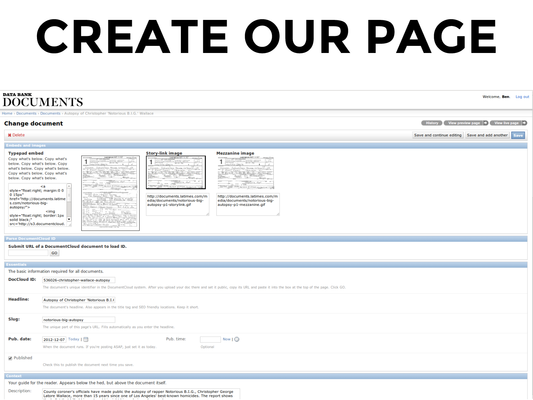 CREATE OUR PAGE
DATA BANK
DOCUMENTS
Welcome, Ben. Log out
Home › Documents › Documents › Autopsy of Christopher 'Notorious B.I.G.' Wallace
Change document
History View preview page View live page
Delete
Save and continue editing Save and add another Save
Embeds and images
Typepad embed
Copy what's below. Copy what's below. Copy what's below. Copy what's below. Copy what's below.
Story-link image
http://documents.latimes.com/media/documents/notorious-big-autopsy-p1-storylink.gif
Mezzanine image
http://documents.latimes.com/media/documents/notorious-big-autopsy-p1-mezzanine.gif
Submit URL of a DocumentCloud document to load ID.
GO
Essentials
The basic information required for all documents.
DocCloud ID: 536026-christopher-wallace-autopsy
Headline: Autopsy of Christopher 'Notorious B.I.G
Slug: notorious-big-autopsy
Pub. date: 2012-12-07 Today
Pub. time: Now
Published
Content
Your guide for the reader. Appears below the hed, but above the document itself.
Description: County coroner's officials have made public the autopsy of rapper Notorious B.I.G., Christopher George
Latore Wallace, more than 15 years since one of Los Angeles' best-known homicides. The report shows